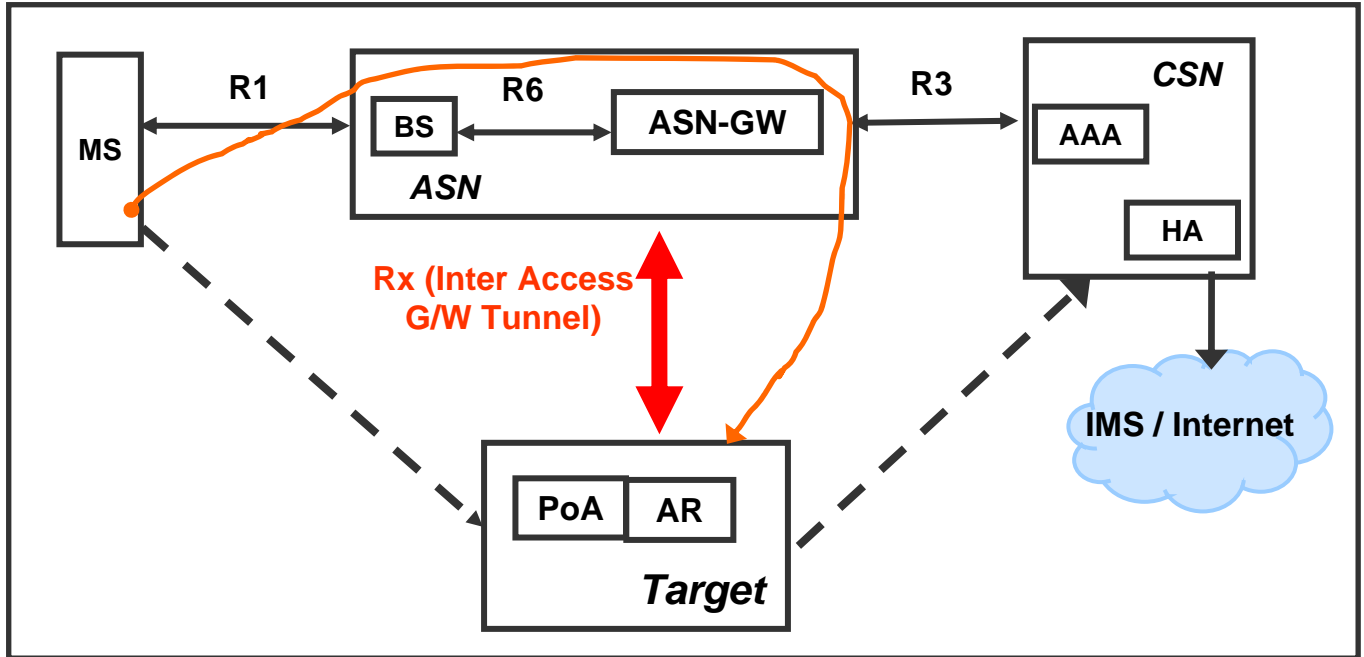 MS
R1
BS
R6
ASN-GW
ASN
R3
CSN
AAA
HA
Rx (Inter Access
G/W Tunnel)
IMS / Internet
PoA
AR
Target